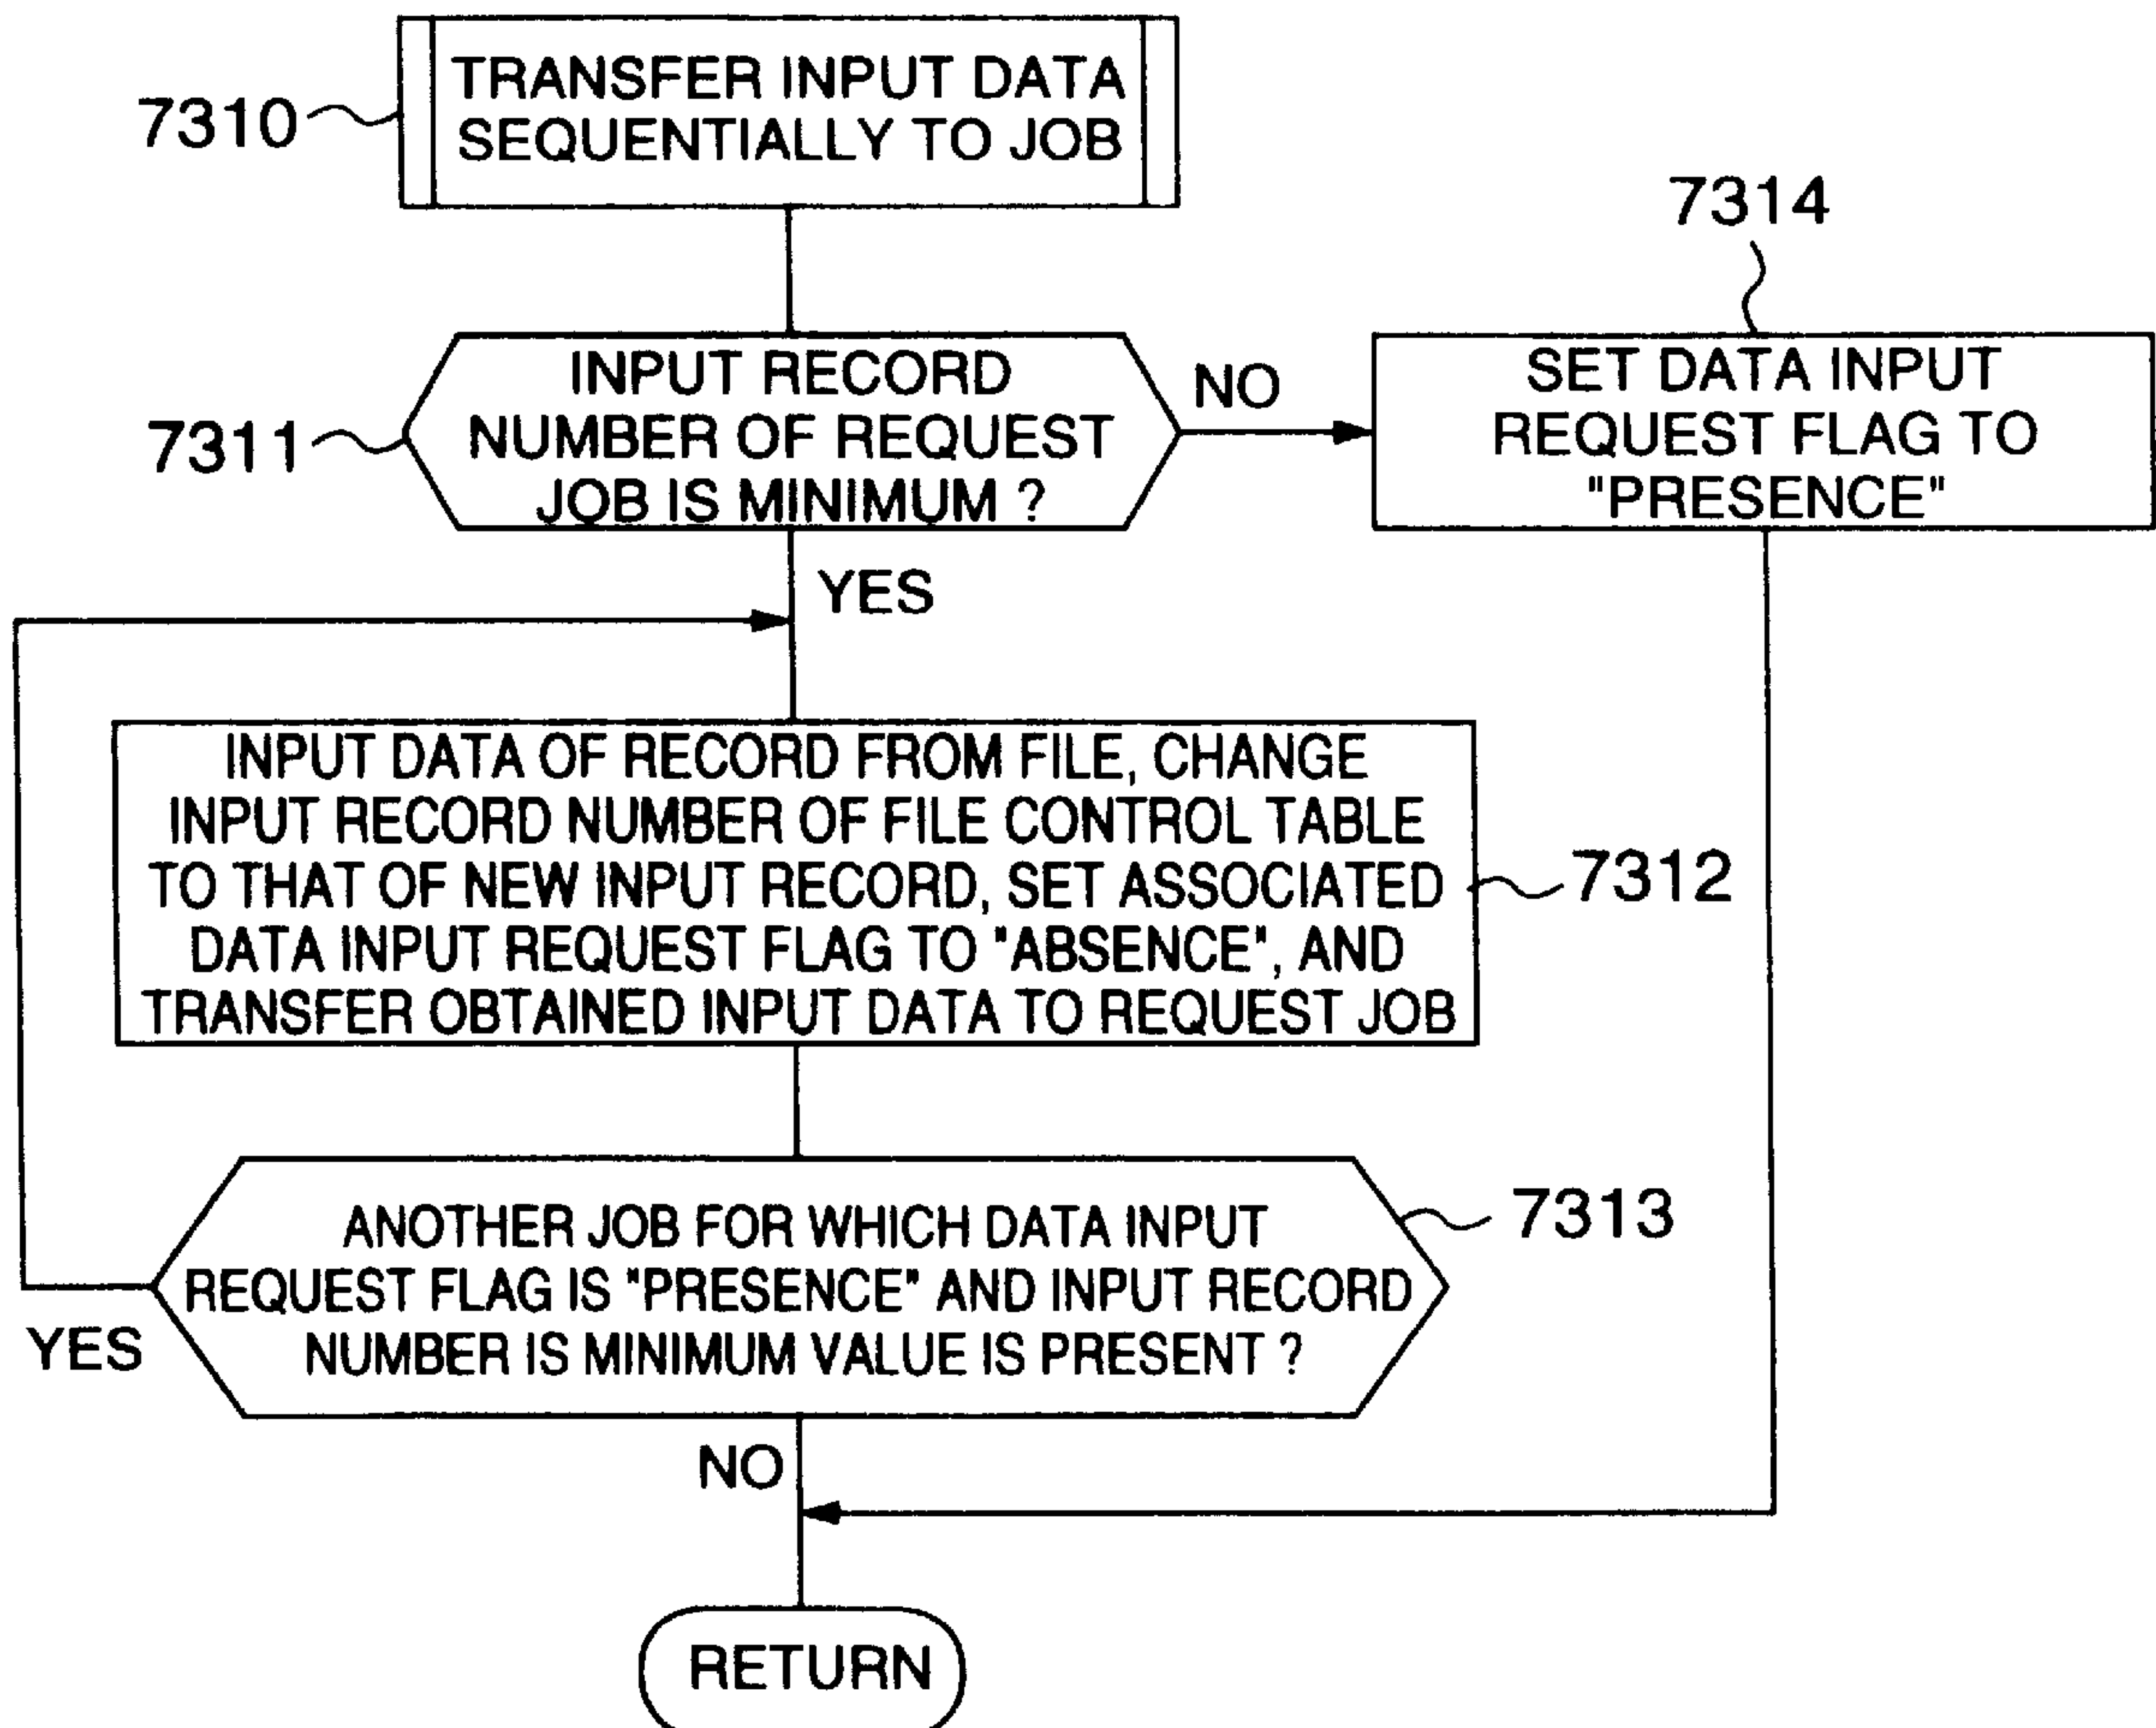 TRANSFER INPUT DATA
SEQUENTIALLY TO JOB
7310
7314
INPUT RECORD
NUMBER OF REQUEST
JOB IS MINIMUM ?
7311
NO
SET DATA INPUT
REQUEST FLAG TO
"PRESENCE"
YES
INPUT DATA OF RECORD FROM FILE, CHANGE
INPUT RECORD NUMBER OF FILE CONTROL TABLE
TO THAT OF NEW INPUT RECORD, SET ASSOCIATED
DATA INPUT REQUEST FLAG TO "ABSENCE", AND
TRANSFER OBTAINED INPUT DATA TO REQUEST JOB
7312
ANOTHER JOB FOR WHICH DATA INPUT
REQUEST FLAG IS "PRESENCE" AND INPUT RECORD
NUMBER IS MINIMUM VALUE IS PRESENT ?
7313
YES
NO
RETURN